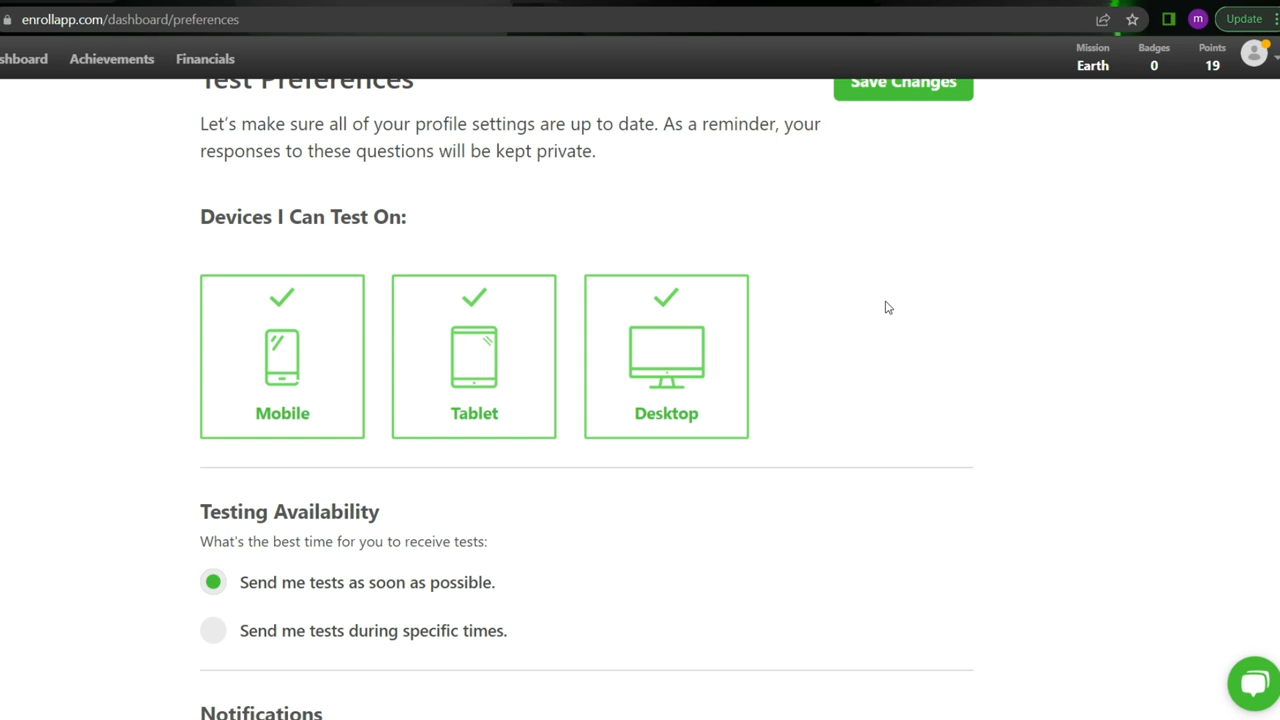 enrollapp.com/dashboard/preferences
m
Update
shboard
Achievements
Financials
Mission
Earth
Badges
0
Points
19
Test Preferences
Save Changes
Let's make sure all of your profile settings are up to date. As a reminder, your
responses to these questions will be kept private.
Devices I Can Test On:
Mobile
Tablet
Desktop
Testing Availability
What's the best time for you to receive tests:
Send me tests as soon as possible.
Send me tests during specific times.
Notifications